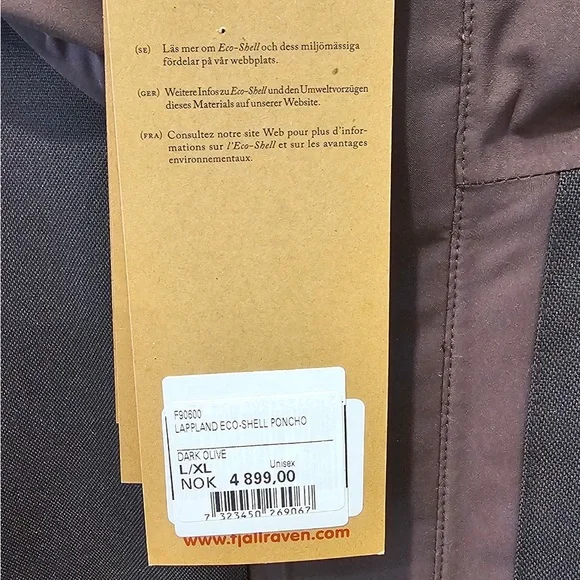 (SE) Läs mer om Eco-Shell och dess miljömässiga
fördelar på vår webbplats.
(GER) Weitere Infos zu Eco-Shell und den Umweltvorzügen
dieses Materials auf unserer Website.
(FRA) Consultez notre site Web pour plus d'infor-
mations sur l'Eco-Shell et sur les avantages
environnementaux.
F90600
LAPPLAND ECO-SHELL PONCHO
DARK OLIVE
L/XL Unisex
NOK 4 899,00
7 323450 269067
www.fjallraven.com